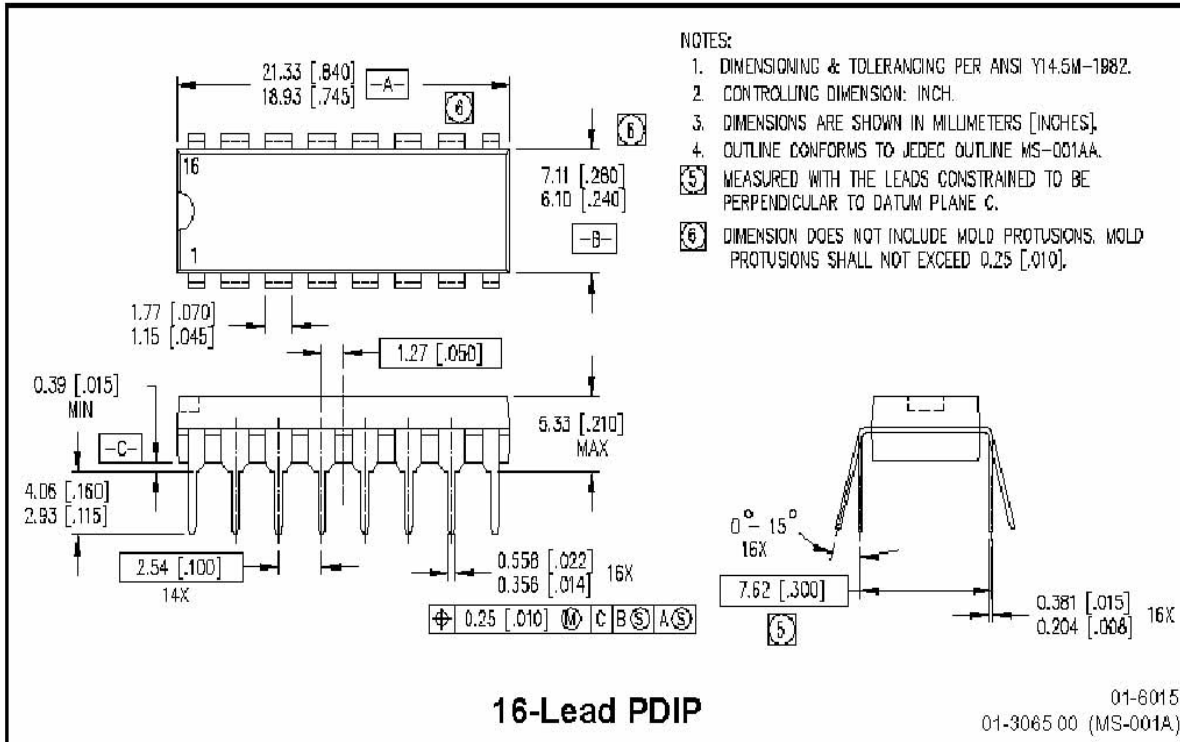 21.33 [.840]
18.93 [.745]
-A-
6
6
16
1
7.11 [.280]
6.10 [.240]
-B-
NOTES:
1. DIMENSIONING & TOLERANCING PER ANSI Y14.5M-1982.
2. CONTROLLING DIMENSION: INCH.
3. DIMENSIONS ARE SHOWN IN MILLIMETERS [INCHES].
4. OUTLINE CONFORMS TO JEDEC OUTLINE MS-001AA.
5 MEASURED WITH THE LEADS CONSTRAINED TO BE
PERPENDICULAR TO DATUM PLANE C.
6 DIMENSION DOES NOT INCLUDE MOLD PROTUSIONS. MOLD
PROTUSIONS SHALL NOT EXCEED 0.25 [.010].
1.77 [.070]
1.15 [.045]
1.27 [.050]
0.39 [.015]
MIN
-C-
5.33 [.210]
MAX
4.06 [.160]
2.93 [.115]
2.54 [.100]
14X
0.558 [.022]
0.356 [.014]
16X
⌖ 0.25 [.010] Ⓜ C B Ⓢ A Ⓢ
0°-15°
16X
7.62 [.300]
5
0.381 [.015]
0.204 [.008]
16X
16-Lead PDIP
01-6015
01-3065 00 (MS-001A)